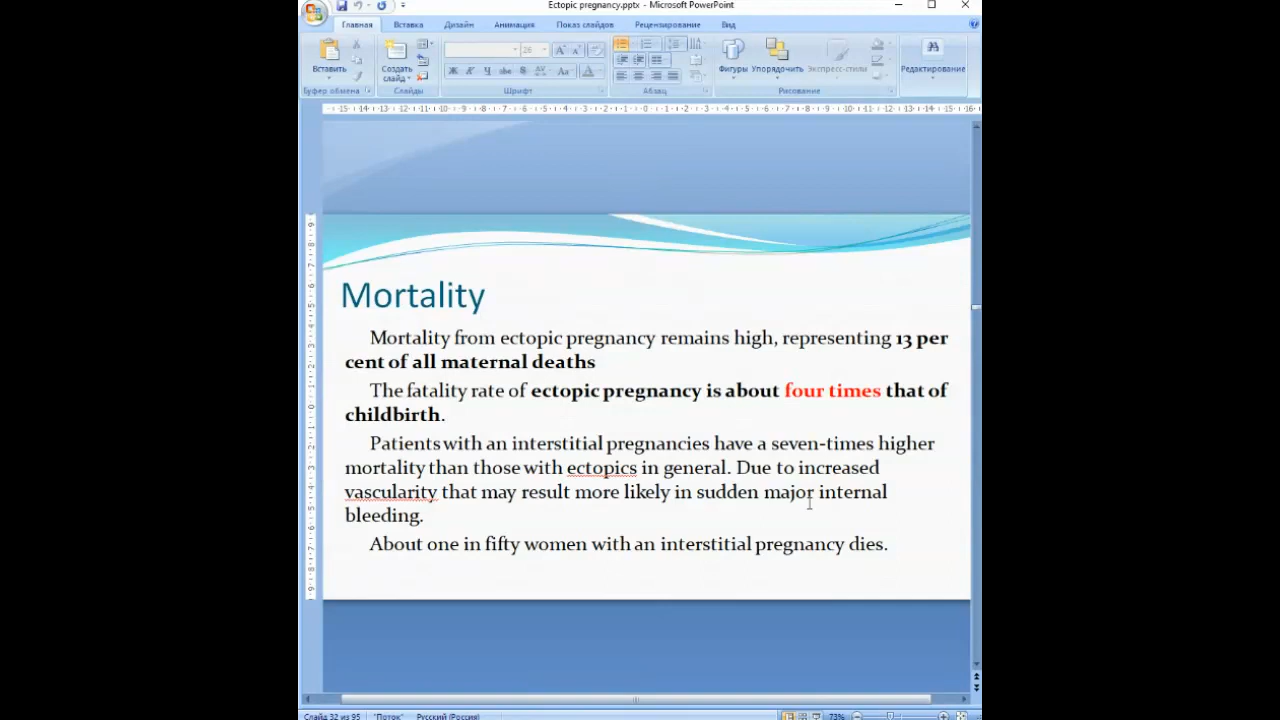 Ectopic pregnancy.pptx - Microsoft PowerPoint
Главная Вставка Дизайн Анимация Показ слайдов Рецензирование Вид
26
Вставить Создать слайд Ж К Ч abc S AV Aa Фигуры Упорядочить Экспресс-стили Редактирование
Буфер обмена Слайды Шрифт Абзац Рисование
Mortality
Mortality from ectopic pregnancy remains high, representing 13 per
cent of all maternal deaths
The fatality rate of ectopic pregnancy is about four times that of
childbirth.
Patients with an interstitial pregnancies have a seven-times higher
mortality than those with ectopics in general. Due to increased
vascularity that may result more likely in sudden major internal
bleeding.
About one in fifty women with an interstitial pregnancy dies.
Слайд 32 из 95 "Поток" Русский (Россия) 73%